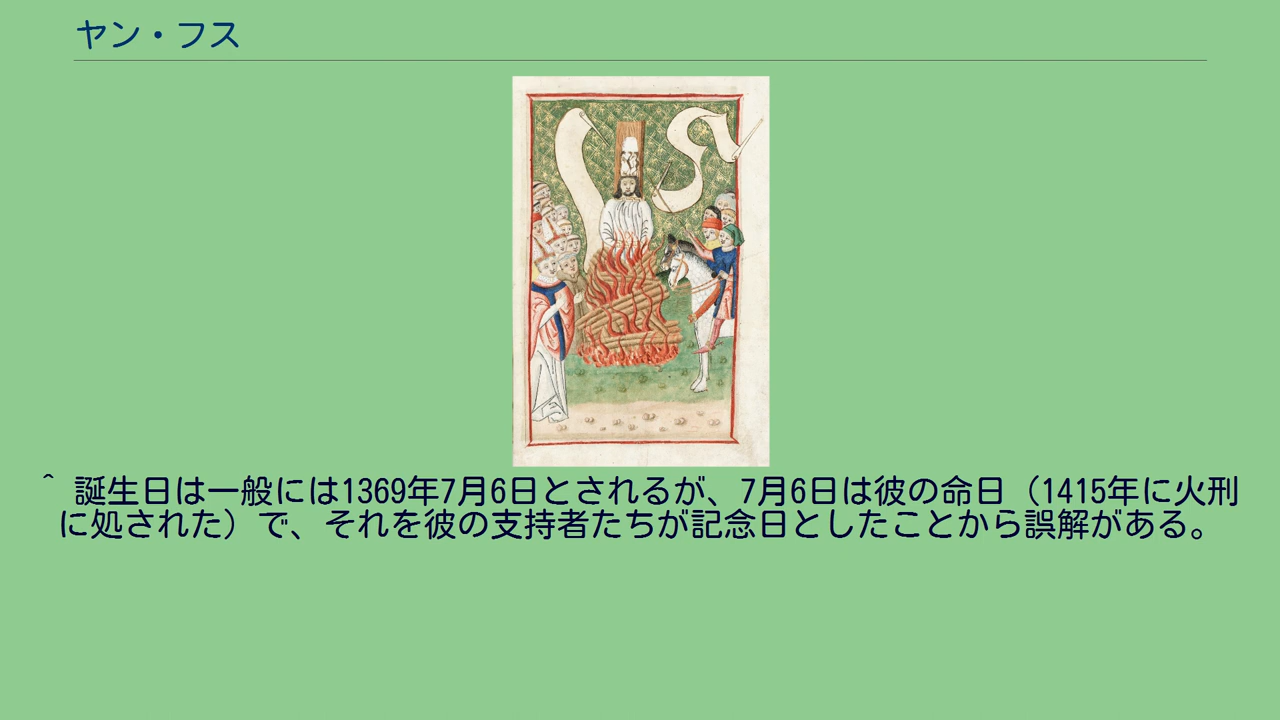 ヤン・フス
^ 誕生日は一般には1369年7月6日とされるが、7月6日は彼の命日（1415年に火刑
に処された）で、それを彼の支持者たちが記念日としたことから誤解がある。